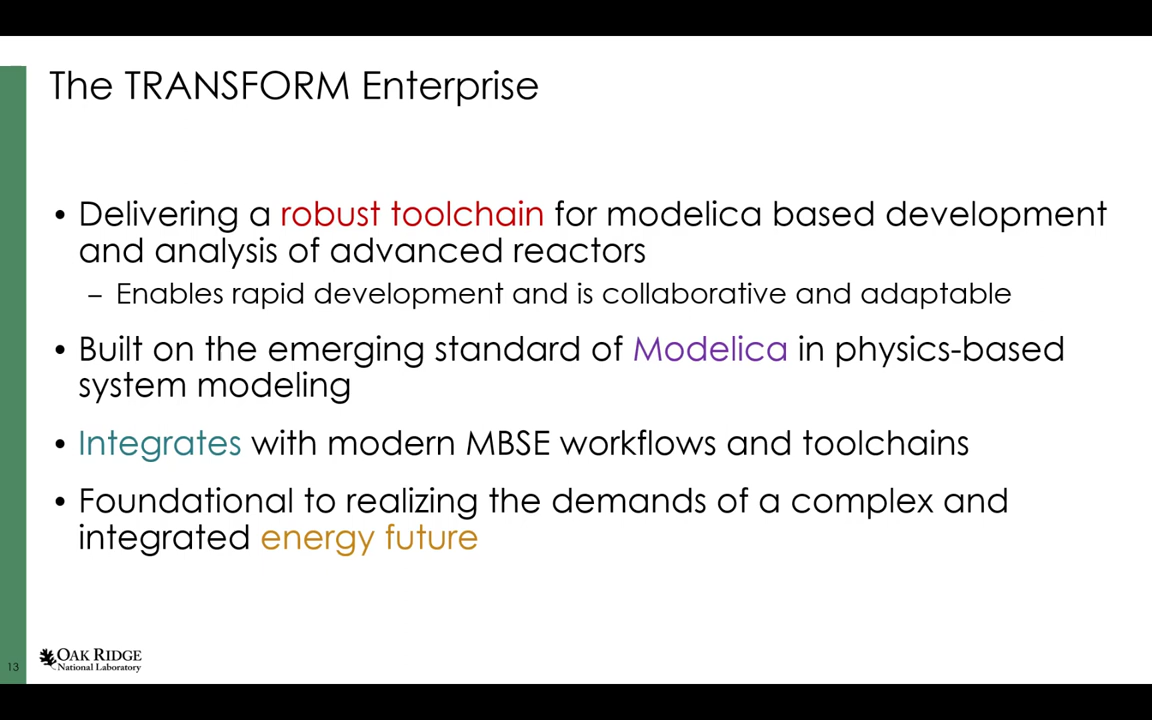 The TRANSFORM Enterprise
• Delivering a robust toolchain for modelica based development
and analysis of advanced reactors
– Enables rapid development and is collaborative and adaptable
• Built on the emerging standard of Modelica in physics-based
system modeling
• Integrates with modern MBSE workflows and toolchains
• Foundational to realizing the demands of a complex and
integrated energy future
13
OAK RIDGE
National Laboratory